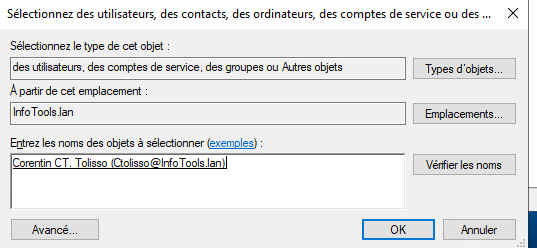 Sélectionnez des utilisateurs, des contacts, des ordinateurs, des comptes de service ou des ...
Sélectionnez le type de cet objet :
des utilisateurs, des comptes de service, des groupes ou Autres objets
Types d'objets...
À partir de cet emplacement :
InfoTools.lan
Emplacements...
Entrez les noms des objets à sélectionner (exemples) :
Corentin CT. Tolisso (Ctolisso@InfoTools.lan)
Vérifier les noms
Avancé...
OK
Annuler